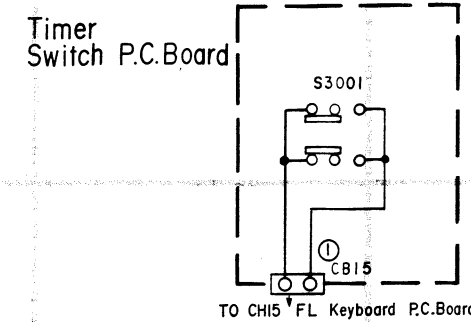 Timer
Switch P.C.Board
S3001
1
CB15
TO CH15 FL Keyboard P.C.Board